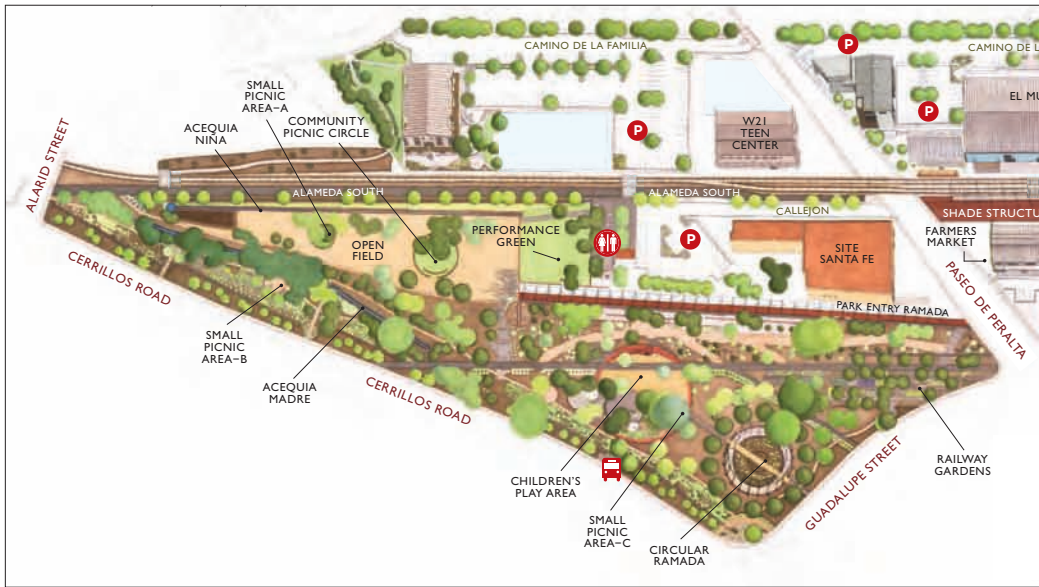 CAMINO DE LA FAMILIA
CAMINO DE L
P
P
P
P
EL MU
W21
TEEN
CENTER
SMALL
PICNIC
AREA–A
COMMUNITY
PICNIC CIRCLE
ACEQUIA
NIÑA
ALARID STREET
ALAMEDA SOUTH
ALAMEDA SOUTH
CALLEJON
SHADE STRUCTU
FARMERS
MARKET
OPEN
FIELD
PERFORMANCE
GREEN
SITE
SANTA FE
PARK ENTRY RAMADA
PASEO DE PERALTA
CERRILLOS ROAD
SMALL
PICNIC
AREA–B
ACEQUIA
MADRE
CERRILLOS ROAD
CHILDREN'S
PLAY AREA
SMALL
PICNIC
AREA–C
CIRCULAR
RAMADA
GUADALUPE STREET
RAILWAY
GARDENS